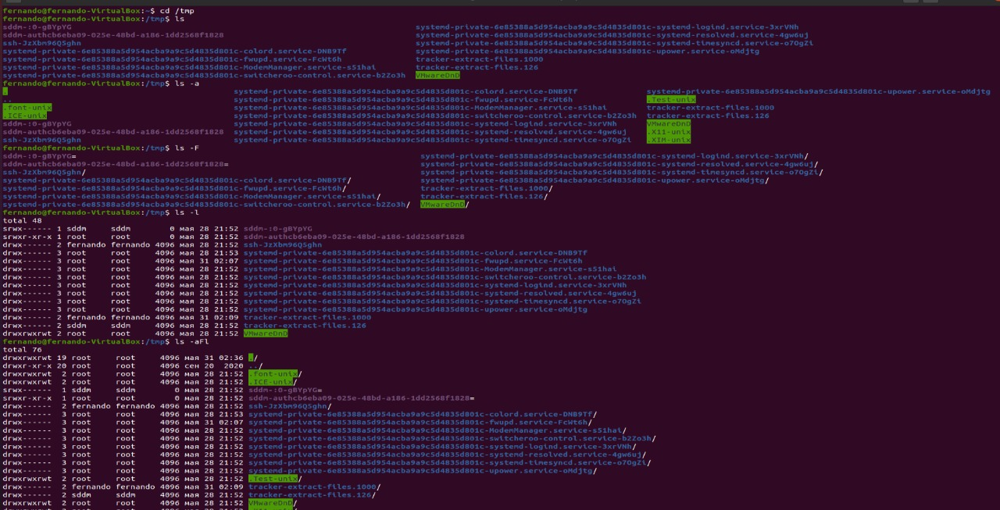 fernando@fernando-VirtualBox:~$ cd /tmp
fernando@fernando-VirtualBox:/tmp$ ls
sddm-:0-gBYpYG systemd-private-6e85388a5d954acba9a9c5d4835d801c-systemd-logind.service-3xrVNh
sddm-authcb6eba09-025e-48bd-a186-1dd2568f1828 systemd-private-6e85388a5d954acba9a9c5d4835d801c-systemd-resolved.service-4gw6uj
ssh-JzXbm96Q5ghn systemd-private-6e85388a5d954acba9a9c5d4835d801c-systemd-timesyncd.service-o7OgZi
systemd-private-6e85388a5d954acba9a9c5d4835d801c-colord.service-DNB9Tf systemd-private-6e85388a5d954acba9a9c5d4835d801c-upower.service-oMdjtg
systemd-private-6e85388a5d954acba9a9c5d4835d801c-fwupd.service-FcWt6h tracker-extract-files.1000
systemd-private-6e85388a5d954acba9a9c5d4835d801c-ModemManager.service-s51hai tracker-extract-files.126
systemd-private-6e85388a5d954acba9a9c5d4835d801c-switcheroo-control.service-b2Zo3h VMwareDnD
fernando@fernando-VirtualBox:/tmp$ ls -a
. systemd-private-6e85388a5d954acba9a9c5d4835d801c-colord.service-DNB9Tf systemd-private-6e85388a5d954acba9a9c5d4835d801c-upower.service-oMdjtg
.. systemd-private-6e85388a5d954acba9a9c5d4835d801c-fwupd.service-FcWt6h .Test-unix
.font-unix systemd-private-6e85388a5d954acba9a9c5d4835d801c-ModemManager.service-s51hai tracker-extract-files.1000
.ICE-unix systemd-private-6e85388a5d954acba9a9c5d4835d801c-switcheroo-control.service-b2Zo3h tracker-extract-files.126
sddm-:0-gBYpYG systemd-private-6e85388a5d954acba9a9c5d4835d801c-systemd-logind.service-3xrVNh VMwareDnD
sddm-authcb6eba09-025e-48bd-a186-1dd2568f1828 systemd-private-6e85388a5d954acba9a9c5d4835d801c-systemd-resolved.service-4gw6uj .X11-unix
ssh-JzXbm96Q5ghn systemd-private-6e85388a5d954acba9a9c5d4835d801c-systemd-timesyncd.service-o7OgZi .XIM-unix
fernando@fernando-VirtualBox:/tmp$ ls -F
sddm-:0-gBYpYG= systemd-private-6e85388a5d954acba9a9c5d4835d801c-systemd-logind.service-3xrVNh/
sddm-authcb6eba09-025e-48bd-a186-1dd2568f1828= systemd-private-6e85388a5d954acba9a9c5d4835d801c-systemd-resolved.service-4gw6uj/
ssh-JzXbm96Q5ghn/ systemd-private-6e85388a5d954acba9a9c5d4835d801c-systemd-timesyncd.service-o7OgZi/
systemd-private-6e85388a5d954acba9a9c5d4835d801c-colord.service-DNB9Tf/ systemd-private-6e85388a5d954acba9a9c5d4835d801c-upower.service-oMdjtg/
systemd-private-6e85388a5d954acba9a9c5d4835d801c-fwupd.service-FcWt6h/ tracker-extract-files.1000/
systemd-private-6e85388a5d954acba9a9c5d4835d801c-ModemManager.service-s51hai/ tracker-extract-files.126/
systemd-private-6e85388a5d954acba9a9c5d4835d801c-switcheroo-control.service-b2Zo3h/ VMwareDnD/
fernando@fernando-VirtualBox:/tmp$ ls -l
total 48
srwx------ 1 sddm sddm 0 мая 28 21:52 sddm-:0-gBYpYG
srwxr-xr-x 1 root root 0 мая 28 21:52 sddm-authcb6eba09-025e-48bd-a186-1dd2568f1828
drwx------ 2 fernando fernando 4096 мая 28 21:52 ssh-JzXbm96Q5ghn
drwx------ 3 root root 4096 мая 28 21:53 systemd-private-6e85388a5d954acba9a9c5d4835d801c-colord.service-DNB9Tf
drwx------ 3 root root 4096 мая 31 02:07 systemd-private-6e85388a5d954acba9a9c5d4835d801c-fwupd.service-FcWt6h
drwx------ 3 root root 4096 мая 28 21:52 systemd-private-6e85388a5d954acba9a9c5d4835d801c-ModemManager.service-s51hai
drwx------ 3 root root 4096 мая 28 21:52 systemd-private-6e85388a5d954acba9a9c5d4835d801c-switcheroo-control.service-b2Zo3h
drwx------ 3 root root 4096 мая 28 21:52 systemd-private-6e85388a5d954acba9a9c5d4835d801c-systemd-logind.service-3xrVNh
drwx------ 3 root root 4096 мая 28 21:52 systemd-private-6e85388a5d954acba9a9c5d4835d801c-systemd-resolved.service-4gw6uj
drwx------ 3 root root 4096 мая 28 21:52 systemd-private-6e85388a5d954acba9a9c5d4835d801c-systemd-timesyncd.service-o7OgZi
drwx------ 3 root root 4096 мая 28 21:52 systemd-private-6e85388a5d954acba9a9c5d4835d801c-upower.service-oMdjtg
drwx------ 2 fernando fernando 4096 мая 31 02:09 tracker-extract-files.1000
drwx------ 2 sddm sddm 4096 мая 28 21:52 tracker-extract-files.126
drwxrwxrwt 2 root root 4096 мая 28 21:52 VMwareDnD
fernando@fernando-VirtualBox:/tmp$ ls -aFl
total 76
drwxrwxrwt 19 root root 4096 мая 31 02:36 ./
drwxr-xr-x 20 root root 4096 сен 20 2020 ../
drwxrwxrwt 2 root root 4096 мая 28 21:52 .font-unix/
drwxrwxrwt 2 root root 4096 мая 28 21:52 .ICE-unix/
srwx------ 1 sddm sddm 0 мая 28 21:52 sddm-:0-gBYpYG=
srwxr-xr-x 1 root root 0 мая 28 21:52 sddm-authcb6eba09-025e-48bd-a186-1dd2568f1828=
drwx------ 2 fernando fernando 4096 мая 28 21:52 ssh-JzXbm96Q5ghn/
drwx------ 3 root root 4096 мая 28 21:53 systemd-private-6e85388a5d954acba9a9c5d4835d801c-colord.service-DNB9Tf/
drwx------ 3 root root 4096 мая 31 02:07 systemd-private-6e85388a5d954acba9a9c5d4835d801c-fwupd.service-FcWt6h/
drwx------ 3 root root 4096 мая 28 21:52 systemd-private-6e85388a5d954acba9a9c5d4835d801c-ModemManager.service-s51hai/
drwx------ 3 root root 4096 мая 28 21:52 systemd-private-6e85388a5d954acba9a9c5d4835d801c-switcheroo-control.service-b2Zo3h/
drwx------ 3 root root 4096 мая 28 21:52 systemd-private-6e85388a5d954acba9a9c5d4835d801c-systemd-logind.service-3xrVNh/
drwx------ 3 root root 4096 мая 28 21:52 systemd-private-6e85388a5d954acba9a9c5d4835d801c-systemd-resolved.service-4gw6uj/
drwx------ 3 root root 4096 мая 28 21:52 systemd-private-6e85388a5d954acba9a9c5d4835d801c-systemd-timesyncd.service-o7OgZi/
drwx------ 3 root root 4096 мая 28 21:52 systemd-private-6e85388a5d954acba9a9c5d4835d801c-upower.service-oMdjtg/
drwxrwxrwt 2 root root 4096 мая 28 21:52 .Test-unix/
drwx------ 2 fernando fernando 4096 мая 31 02:09 tracker-extract-files.1000/
drwx------ 2 sddm sddm 4096 мая 28 21:52 tracker-extract-files.126/
drwxrwxrwt 2 root root 4096 мая 28 21:52 VMwareDnD/